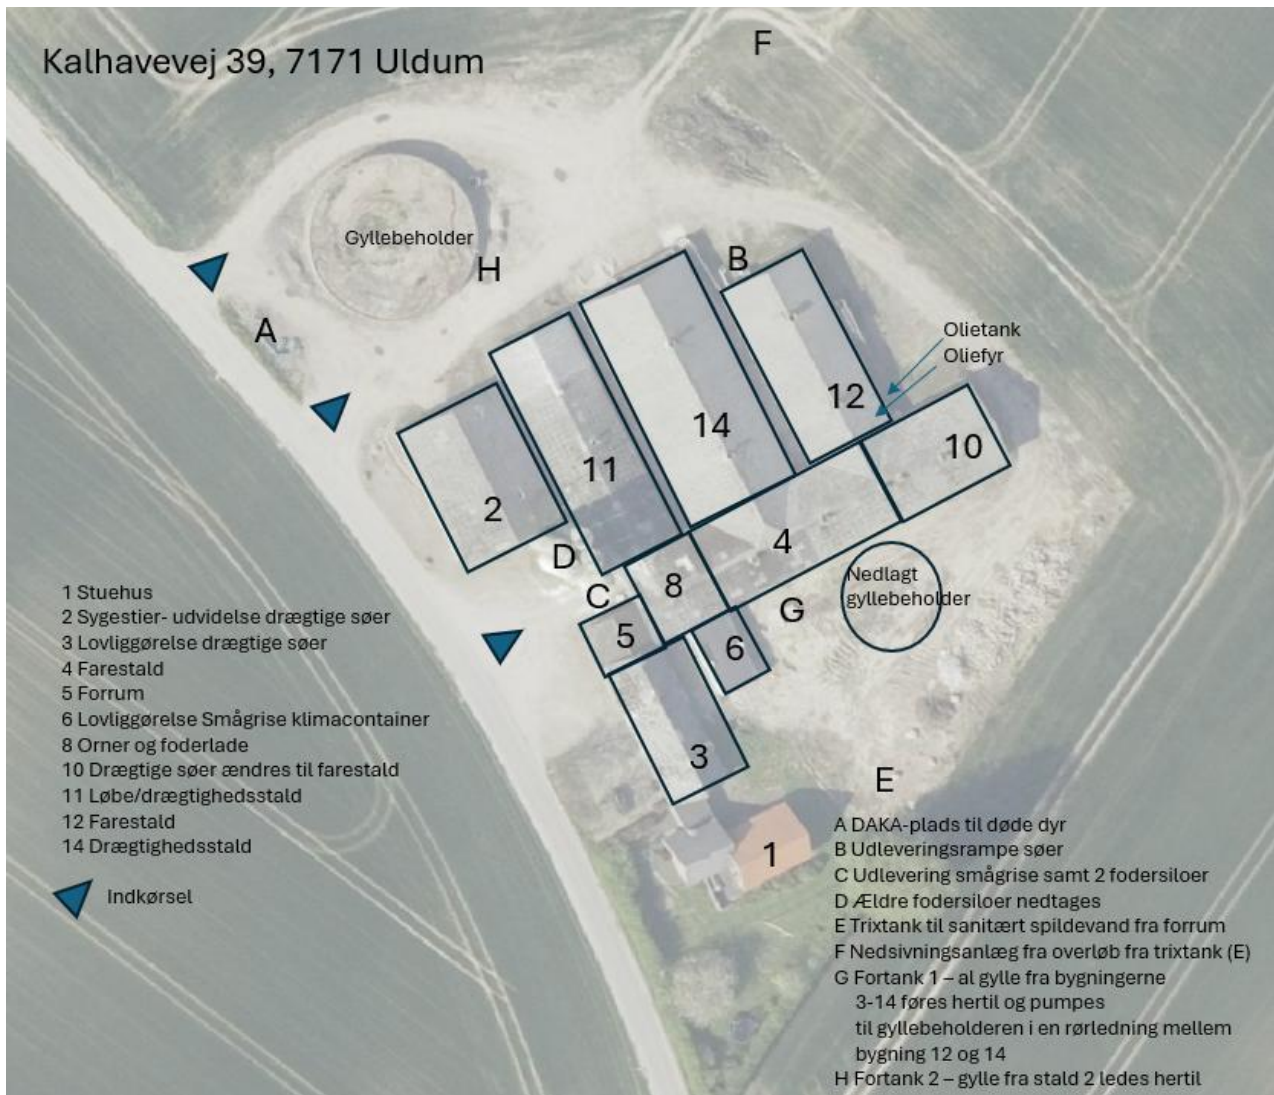 Kalhavevej 39, 7171 Uldum
F
Gyllebeholder
H
B
A
Olietank
Oliefyr
12
14
10
11
2
4
D
Nedlagt
gyllebeholder
C
8
G
5
6
1 Stuehus
2 Sygestier- udvidelse drægtige søer
3 Lovliggørelse drægtige søer
4 Farestald
5 Forrum
6 Lovliggørelse Smågrise klimacontainer
8 Orner og foderlade
10 Drægtige søer ændres til farestald
11 Løbe/drægtighedsstald
12 Farestald
14 Drægtighedsstald
Indkørsel
3
E
1
A DAKA-plads til døde dyr
B Udleveringsrampe søer
C Udlevering smågrise samt 2 fodersiloer
D Ældre fodersiloer nedtages
E Trixtank til sanitært spildevand fra forrum
F Nedsivningsanlæg fra overløb fra trixtank (E)
G Fortank 1 – al gylle fra bygningerne
3-14 føres hertil og pumpes
til gyllebeholderen i en rørledning mellem
bygning 12 og 14
H Fortank 2 – gylle fra stald 2 ledes hertil